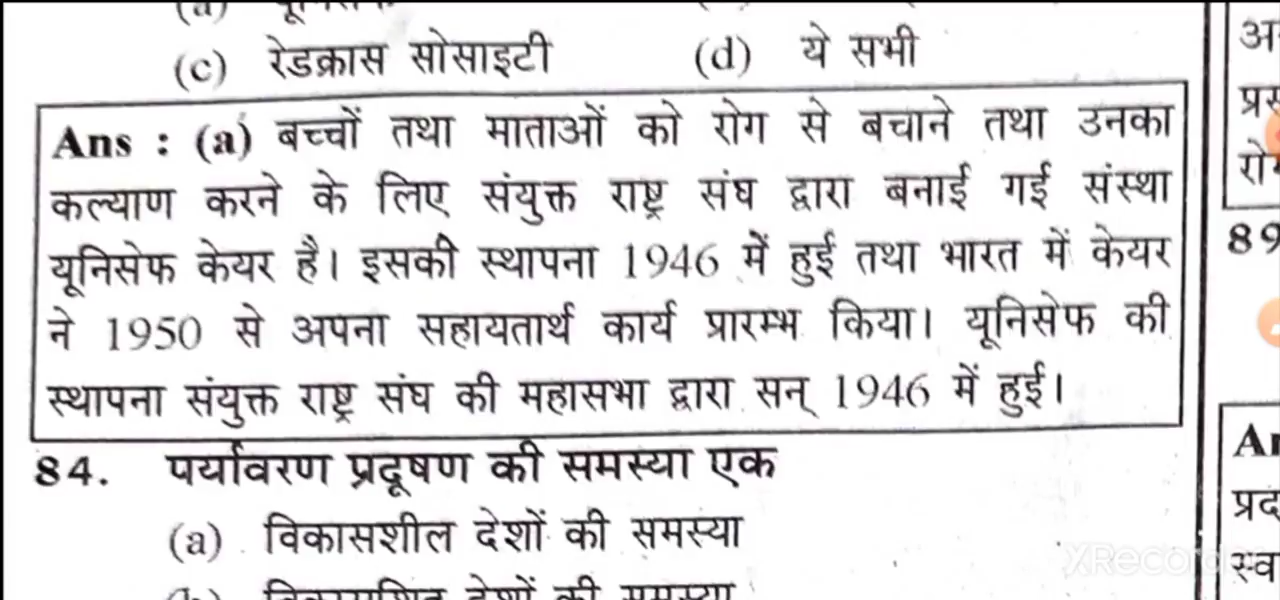 (c) रेडक्रास सोसाइटी (d) ये सभी
Ans : (a) बच्चों तथा माताओं को रोग से बचाने तथा उनका
कल्याण करने के लिए संयुक्त राष्ट्र संघ द्वारा बनाई गई संस्था
यूनिसेफ केयर है। इसकी स्थापना 1946 में हुई तथा भारत में केयर
ने 1950 से अपना सहायतार्थ कार्य प्रारम्भ किया। यूनिसेफ की
स्थापना संयुक्त राष्ट्र संघ की महासभा द्वारा सन् 1946 में हुई।
84. पर्यावरण प्रदूषण की समस्या एक
(a) विकासशील देशों की समस्या
89
XRecorder